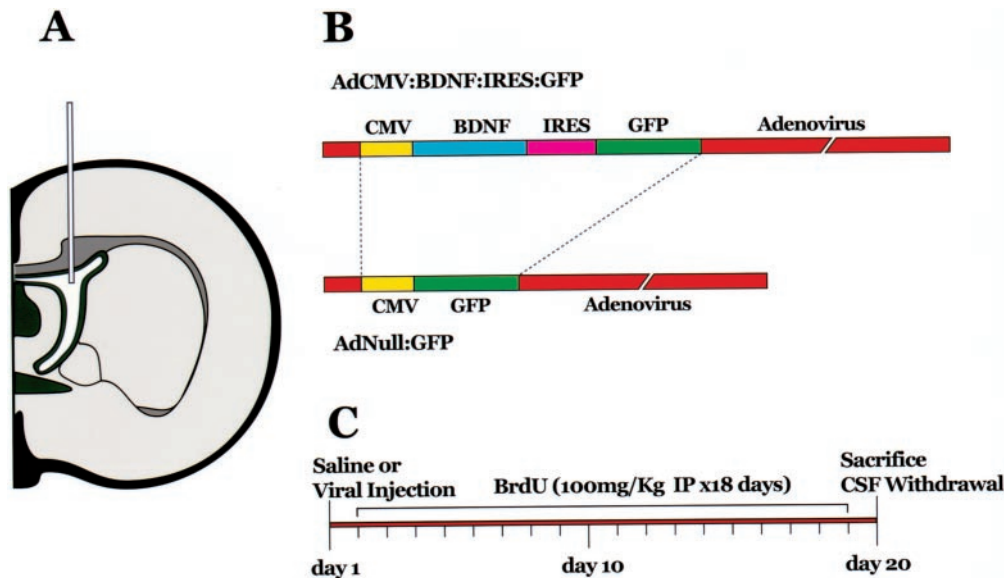 A
B
AdCMV:BDNF:IRES:GFP
CMV BDNF IRES GFP Adenovirus
CMV GFP Adenovirus
AdNull:GFP
C
Saline or
Viral Injection
BrdU (100mg/Kg IP x18 days)
Sacrifice
CSF Withdrawal
day 1 day 10 day 20